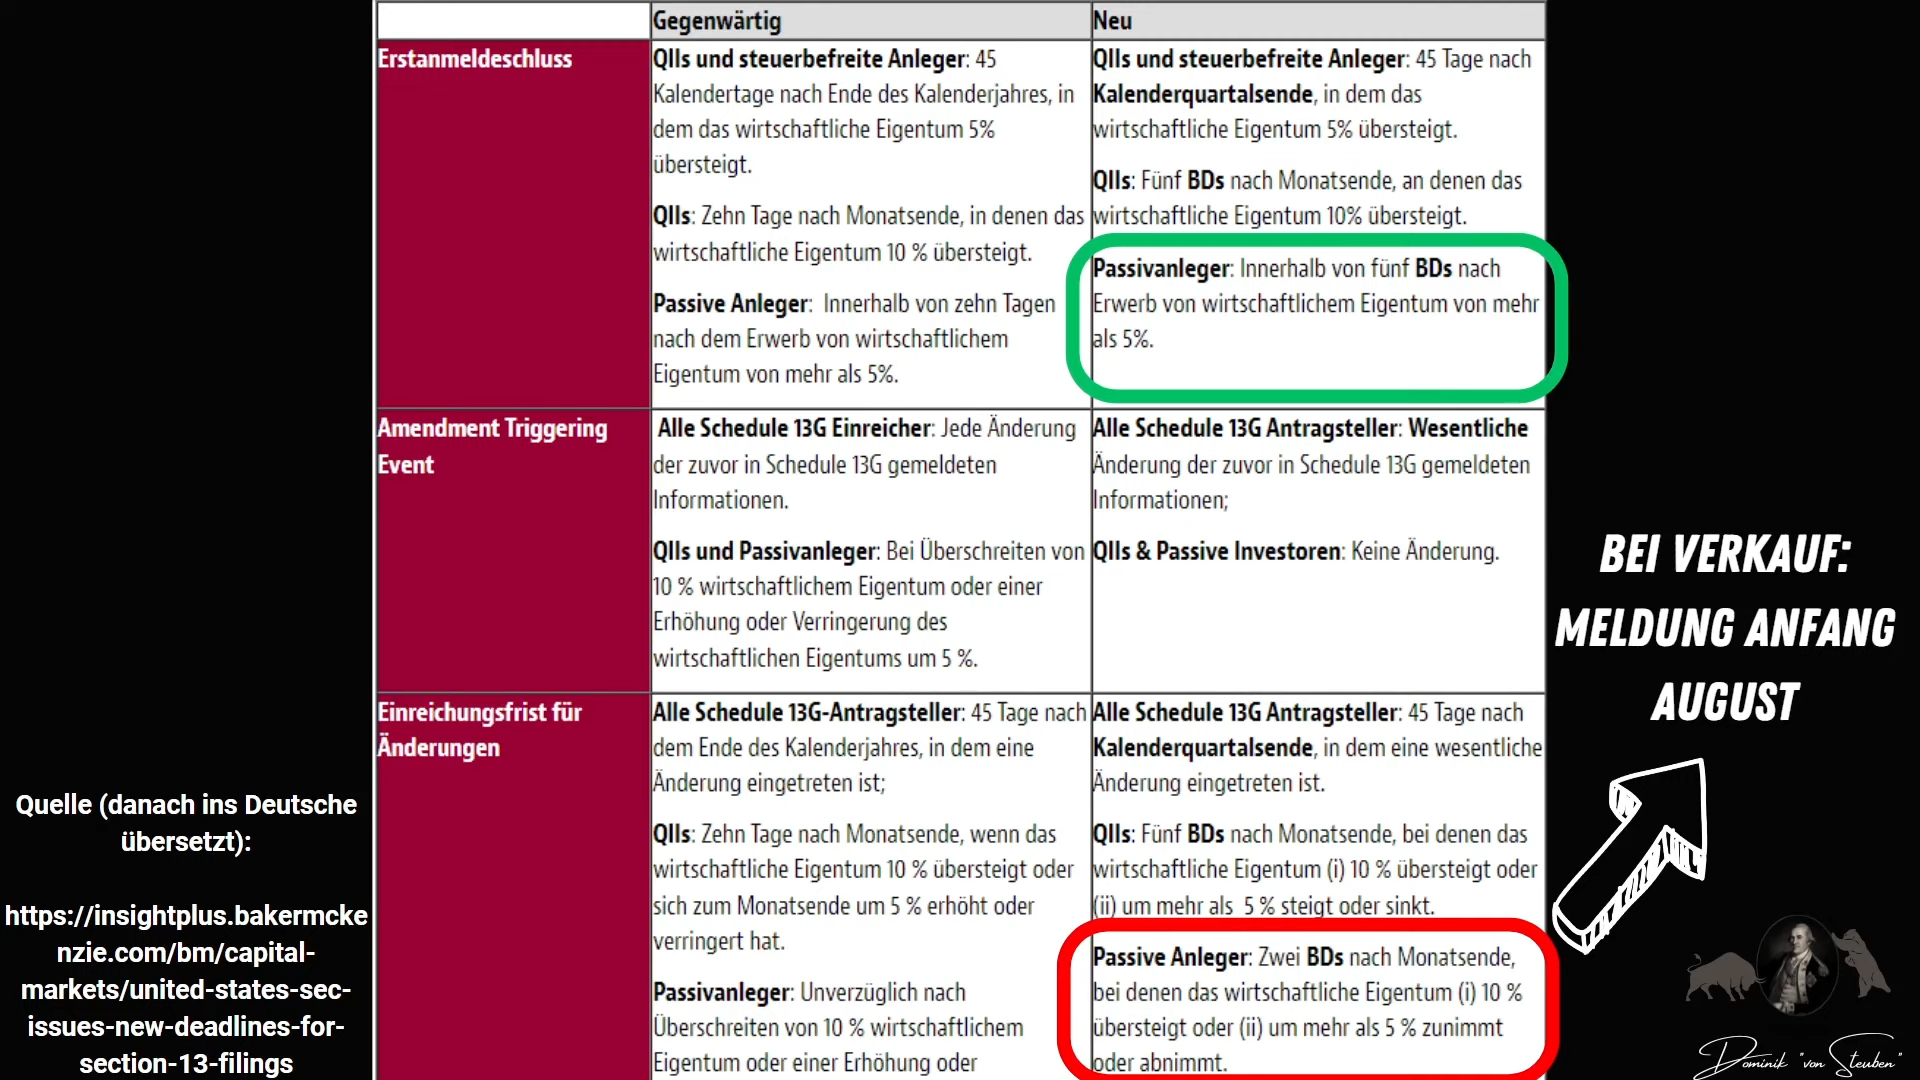 Gegenwärtig
Neu
Erstanmeldeschluss
QIIs und steuerbefreite Anleger: 45
Kalendertage nach Ende des Kalenderjahres, in
dem das wirtschaftliche Eigentum 5%
übersteigt.
QIIs: Zehn Tage nach Monatsende, in denen das
wirtschaftliche Eigentum 10 % übersteigt.
Passive Anleger: Innerhalb von zehn Tagen
nach dem Erwerb von wirtschaftlichem
Eigentum von mehr als 5%.
QIIs und steuerbefreite Anleger: 45 Tage nach
Kalenderquartalsende, in dem das
wirtschaftliche Eigentum 5% übersteigt.
QIIs: Fünf BDs nach Monatsende, an denen das
wirtschaftliche Eigentum 10% übersteigt.
Passivanleger: Innerhalb von fünf BDs nach
Erwerb von wirtschaftlichem Eigentum von mehr
als 5%.
Amendment Triggering
Event
Alle Schedule 13G Einreicher: Jede Änderung
der zuvor in Schedule 13G gemeldeten
Informationen.
QIIs und Passivanleger: Bei Überschreiten von
10 % wirtschaftlichem Eigentum oder einer
Erhöhung oder Verringerung des
wirtschaftlichen Eigentums um 5 %.
Alle Schedule 13G Antragsteller: Wesentliche
Änderung der zuvor in Schedule 13G gemeldeten
Informationen;
QIIs & Passive Investoren: Keine Änderung.
Einreichungsfrist für
Änderungen
Alle Schedule 13G-Antragsteller: 45 Tage nach
dem Ende des Kalenderjahres, in dem eine
Änderung eingetreten ist;
QIIs: Zehn Tage nach Monatsende, wenn das
wirtschaftliche Eigentum 10 % übersteigt oder
sich zum Monatsende um 5 % erhöht oder
verringert hat.
Passivanleger: Unverzüglich nach
Überschreiten von 10 % wirtschaftlichem
Eigentum oder einer Erhöhung oder
Alle Schedule 13G Antragsteller: 45 Tage nach
Kalenderquartalsende, in dem eine wesentliche
Änderung eingetreten ist.
QIIs: Fünf BDs nach Monatsende, bei denen das
wirtschaftliche Eigentum (i) 10 % übersteigt oder
(ii) um mehr als 5 % steigt oder sinkt.
Passive Anleger: Zwei BDs nach Monatsende,
bei denen das wirtschaftliche Eigentum (i) 10 %
übersteigt oder (ii) um mehr als 5 % zunimmt
oder abnimmt.
BEI VERKAUF:
MELDUNG ANFANG
AUGUST
Quelle (danach ins Deutsche
übersetzt):
https://insightplus.bakermcke
nzie.com/bm/capital-
markets/united-states-sec-
issues-new-deadlines-for-
section-13-filings
Dominik "von Steuben"